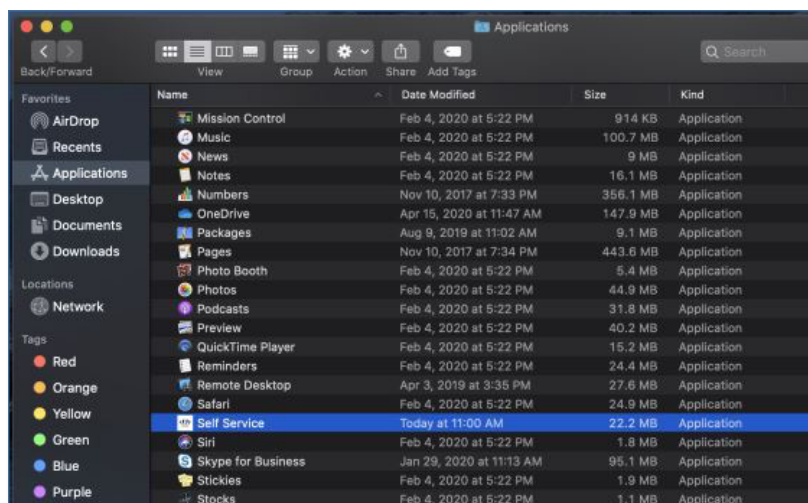 Applications
Search
Back/Forward View Group Action Share Add Tags
Favorites
AirDrop
Recents
Applications
Desktop
Documents
Downloads
Locations
Network
Tags
Red
Orange
Yellow
Green
Blue
Purple
Name Date Modified Size Kind
Mission Control Feb 4, 2020 at 5:22 PM 914 KB Application
Music Feb 4, 2020 at 5:22 PM 100.7 MB Application
News Feb 4, 2020 at 5:22 PM 9 MB Application
Notes Feb 4, 2020 at 5:22 PM 16.1 MB Application
Numbers Nov 10, 2017 at 7:33 PM 356.1 MB Application
OneDrive Apr 15, 2020 at 11:47 AM 147.9 MB Application
Packages Aug 9, 2019 at 11:02 AM 9.1 MB Application
Pages Nov 10, 2017 at 7:34 PM 443.6 MB Application
Photo Booth Feb 4, 2020 at 5:22 PM 5.4 MB Application
Photos Feb 4, 2020 at 5:22 PM 44.9 MB Application
Podcasts Feb 4, 2020 at 5:22 PM 31.8 MB Application
Preview Feb 4, 2020 at 5:22 PM 40.2 MB Application
QuickTime Player Feb 4, 2020 at 5:22 PM 15.2 MB Application
Reminders Feb 4, 2020 at 5:22 PM 24.4 MB Application
Remote Desktop Apr 3, 2019 at 3:35 PM 27.6 MB Application
Safari Feb 4, 2020 at 5:22 PM 24.9 MB Application
Self Service Today at 11:00 AM 22.2 MB Application
Siri Feb 4, 2020 at 5:22 PM 1.8 MB Application
Skype for Business Jan 29, 2020 at 11:13 AM 95.1 MB Application
Stickies Feb 4, 2020 at 5:22 PM 1.9 MB Application
Stocks Feb 4, 2020 at 5:22 PM 1.1 MB Application